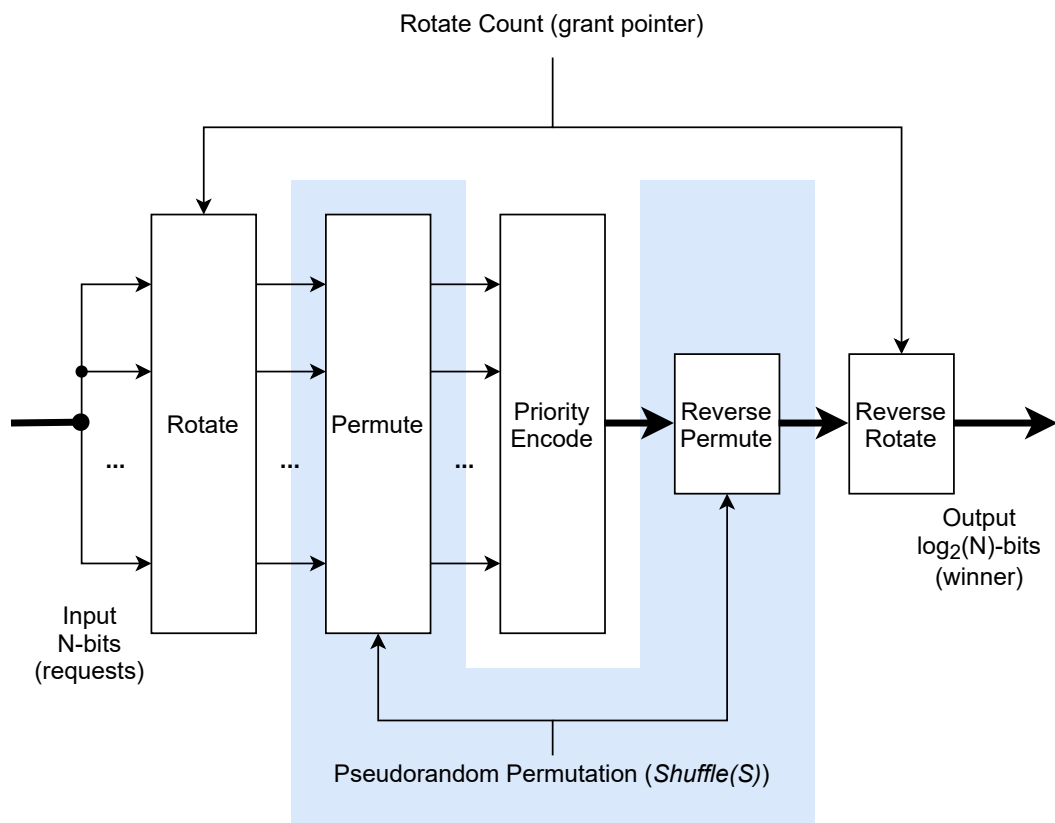 Rotate Count (grant pointer)
Rotate
Permute
Priority
Encode
Reverse
Permute
Reverse
Rotate
...
...
...
Input
N-bits
(requests)
Output
log₂(N)-bits
(winner)
Pseudorandom Permutation (Shuffle(S))